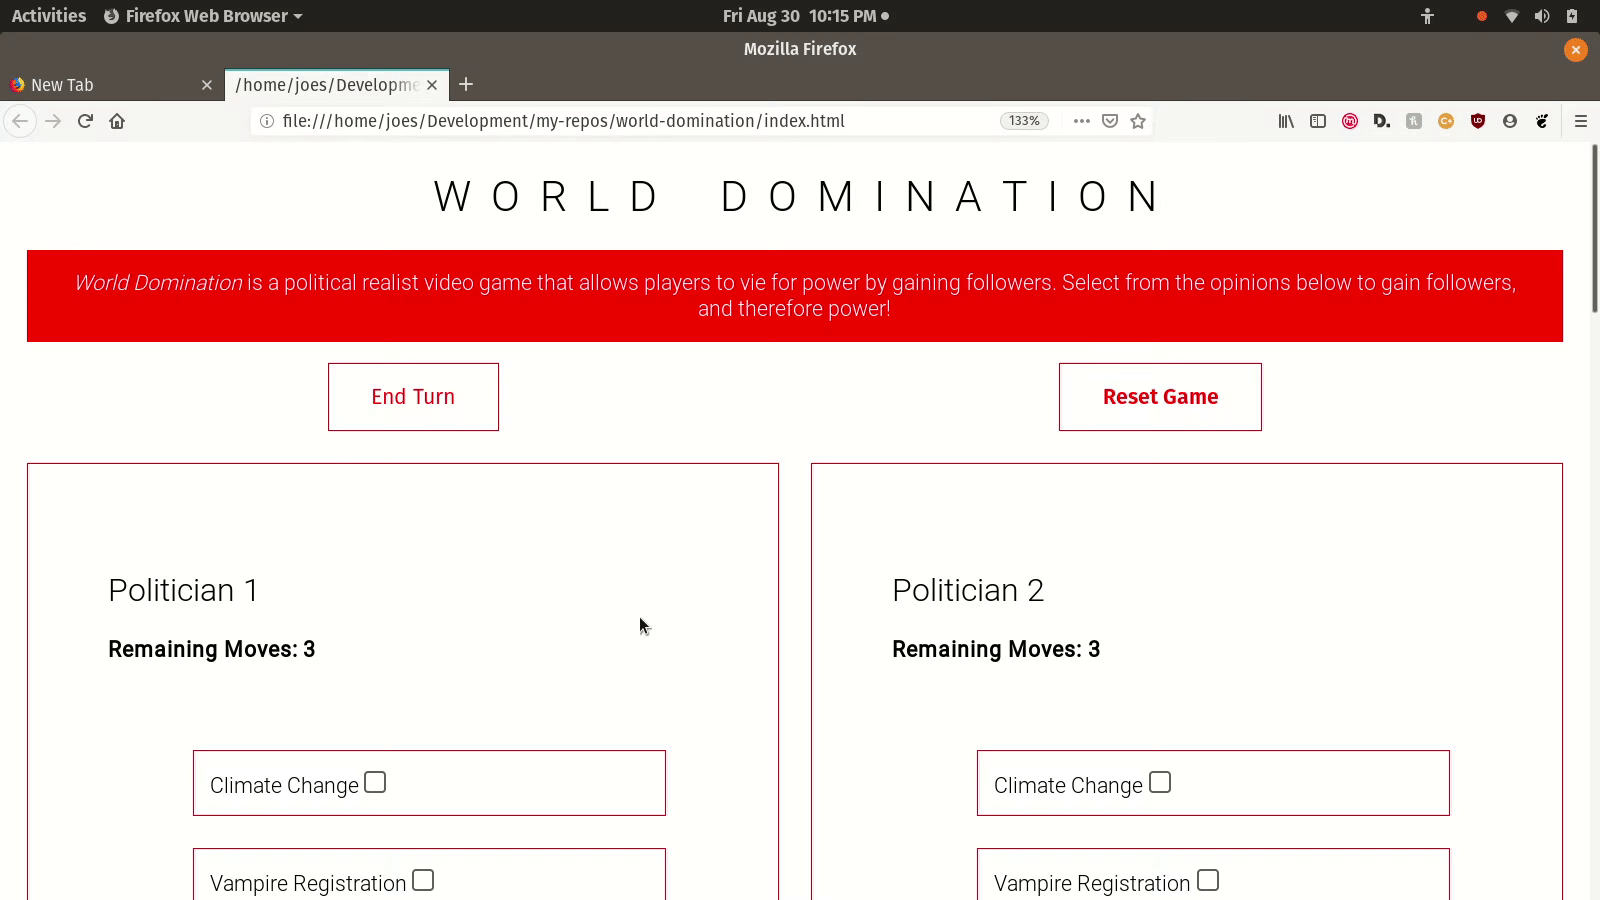 Activities Firefox Web Browser Fri Aug 30 10:15 PM
Mozilla Firefox
New Tab /home/joes/Developme
file:///home/joes/Development/my-repos/world-domination/index.html 133%
WORLD DOMINATION
World Domination is a political realist video game that allows players to vie for power by gaining followers. Select from the opinions below to gain followers,
and therefore power!
End Turn Reset Game
Politician 1 Politician 2
Remaining Moves: 3 Remaining Moves: 3
Climate Change Climate Change
Vampire Registration Vampire Registration